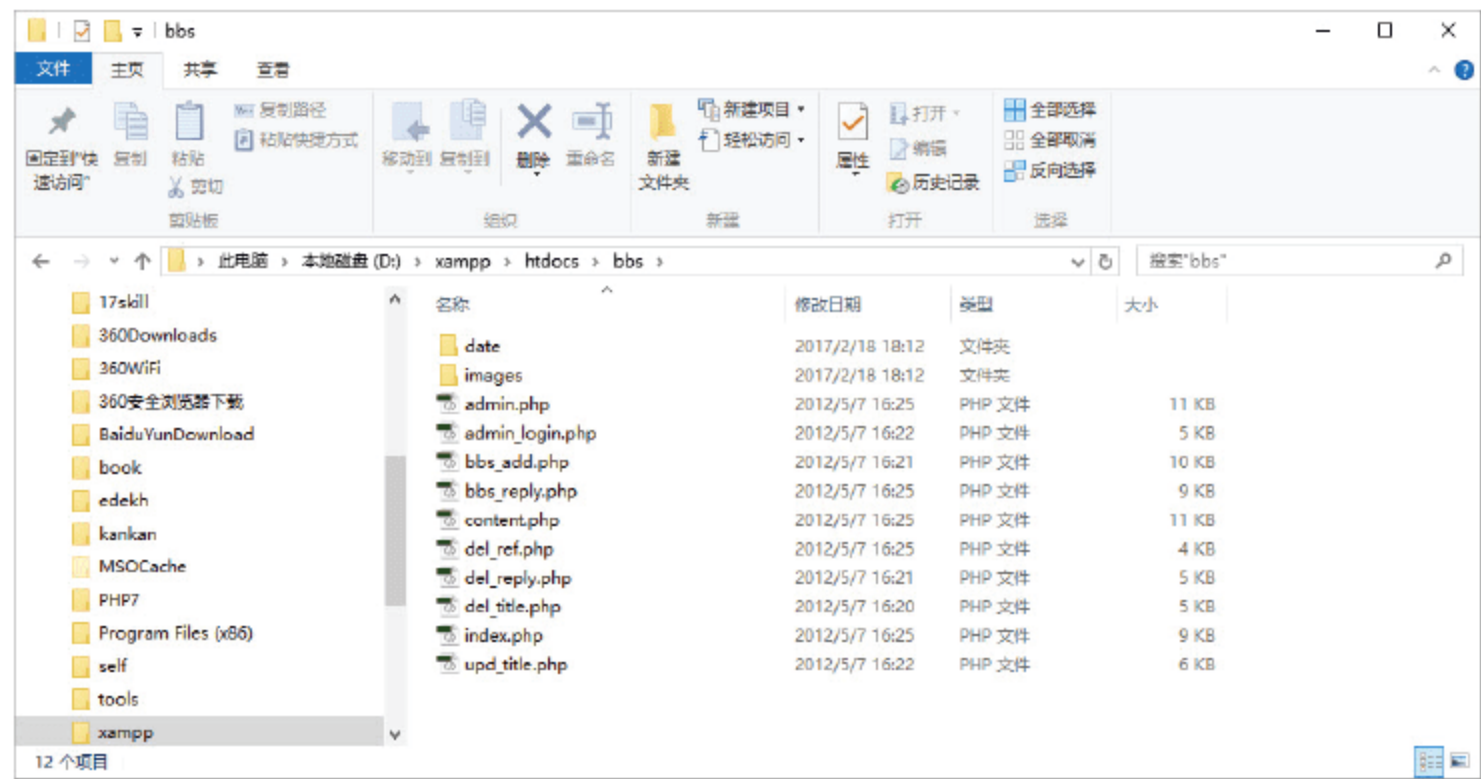 bbs
文件 主页 共享 查看
固定到"快速访问" 复制 粘贴 复制路径 粘贴快捷方式 剪切 移动到 复制到 删除 重命名 新建文件夹 新建项目 轻松访问 属性 打开 编辑 历史记录 全部选择 全部取消 反向选择
剪贴板 组织 新建 打开 选择
此电脑 › 本地磁盘 (D:) › xampp › htdocs › bbs › 搜索"bbs"
名称 修改日期 类型 大小
17skill
360Downloads
360WiFi
360安全浏览器下载
BaiduYunDownload
book
edekh
kankan
MSOCache
PHP7
Program Files (x86)
self
tools
xampp
date 2017/2/18 18:12 文件夹
images 2017/2/18 18:12 文件夹
admin.php 2012/5/7 16:25 PHP 文件 11 KB
admin_login.php 2012/5/7 16:22 PHP 文件 5 KB
bbs_add.php 2012/5/7 16:21 PHP 文件 10 KB
bbs_reply.php 2012/5/7 16:25 PHP 文件 9 KB
content.php 2012/5/7 16:25 PHP 文件 11 KB
del_ref.php 2012/5/7 16:25 PHP 文件 4 KB
del_reply.php 2012/5/7 16:21 PHP 文件 5 KB
del_title.php 2012/5/7 16:20 PHP 文件 5 KB
index.php 2012/5/7 16:25 PHP 文件 9 KB
upd_title.php 2012/5/7 16:22 PHP 文件 6 KB
12 个项目